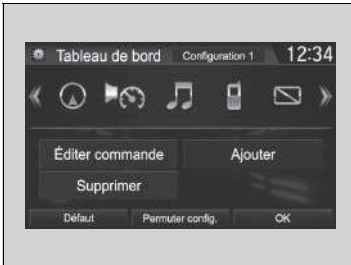 Tableau de bord Configuration 1 12:34
Éditer commande Ajouter
Supprimer
Défaut Permuter config. OK